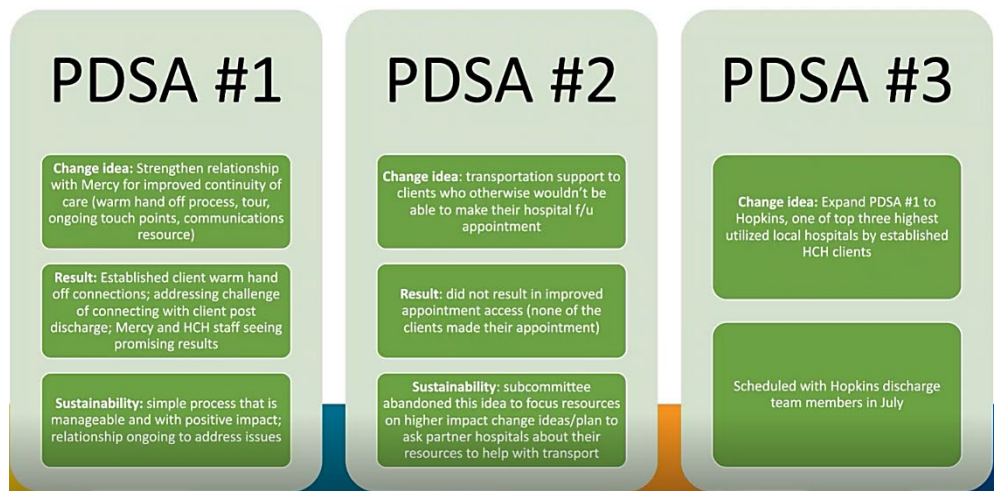 PDSA #1
Change idea: Strengthen relationship
with Mercy for improved continuity of
care (warm hand off process, tour,
ongoing touch points, communications
resource)
Result: Established client warm hand
off connections; addressing challenge
of connecting with client post
discharge; Mercy and HCH staff seeing
promising results
Sustainability: simple process that is
manageable and with positive impact;
relationship ongoing to address issues
PDSA #2
Change idea: transportation support to
clients who otherwise wouldn't be
able to make their hospital f/u
appointment
Result: did not result in improved
appointment access (none of the
clients made their appointment)
Sustainability: subcommittee
abandoned this idea to focus resources
on higher impact change ideas/plan to
ask partner hospitals about their
resources to help with transport
PDSA #3
Change idea: Expand PDSA #1 to
Hopkins, one of top three highest
utilized local hospitals by established
HCH clients
Scheduled with Hopkins discharge
team members in July